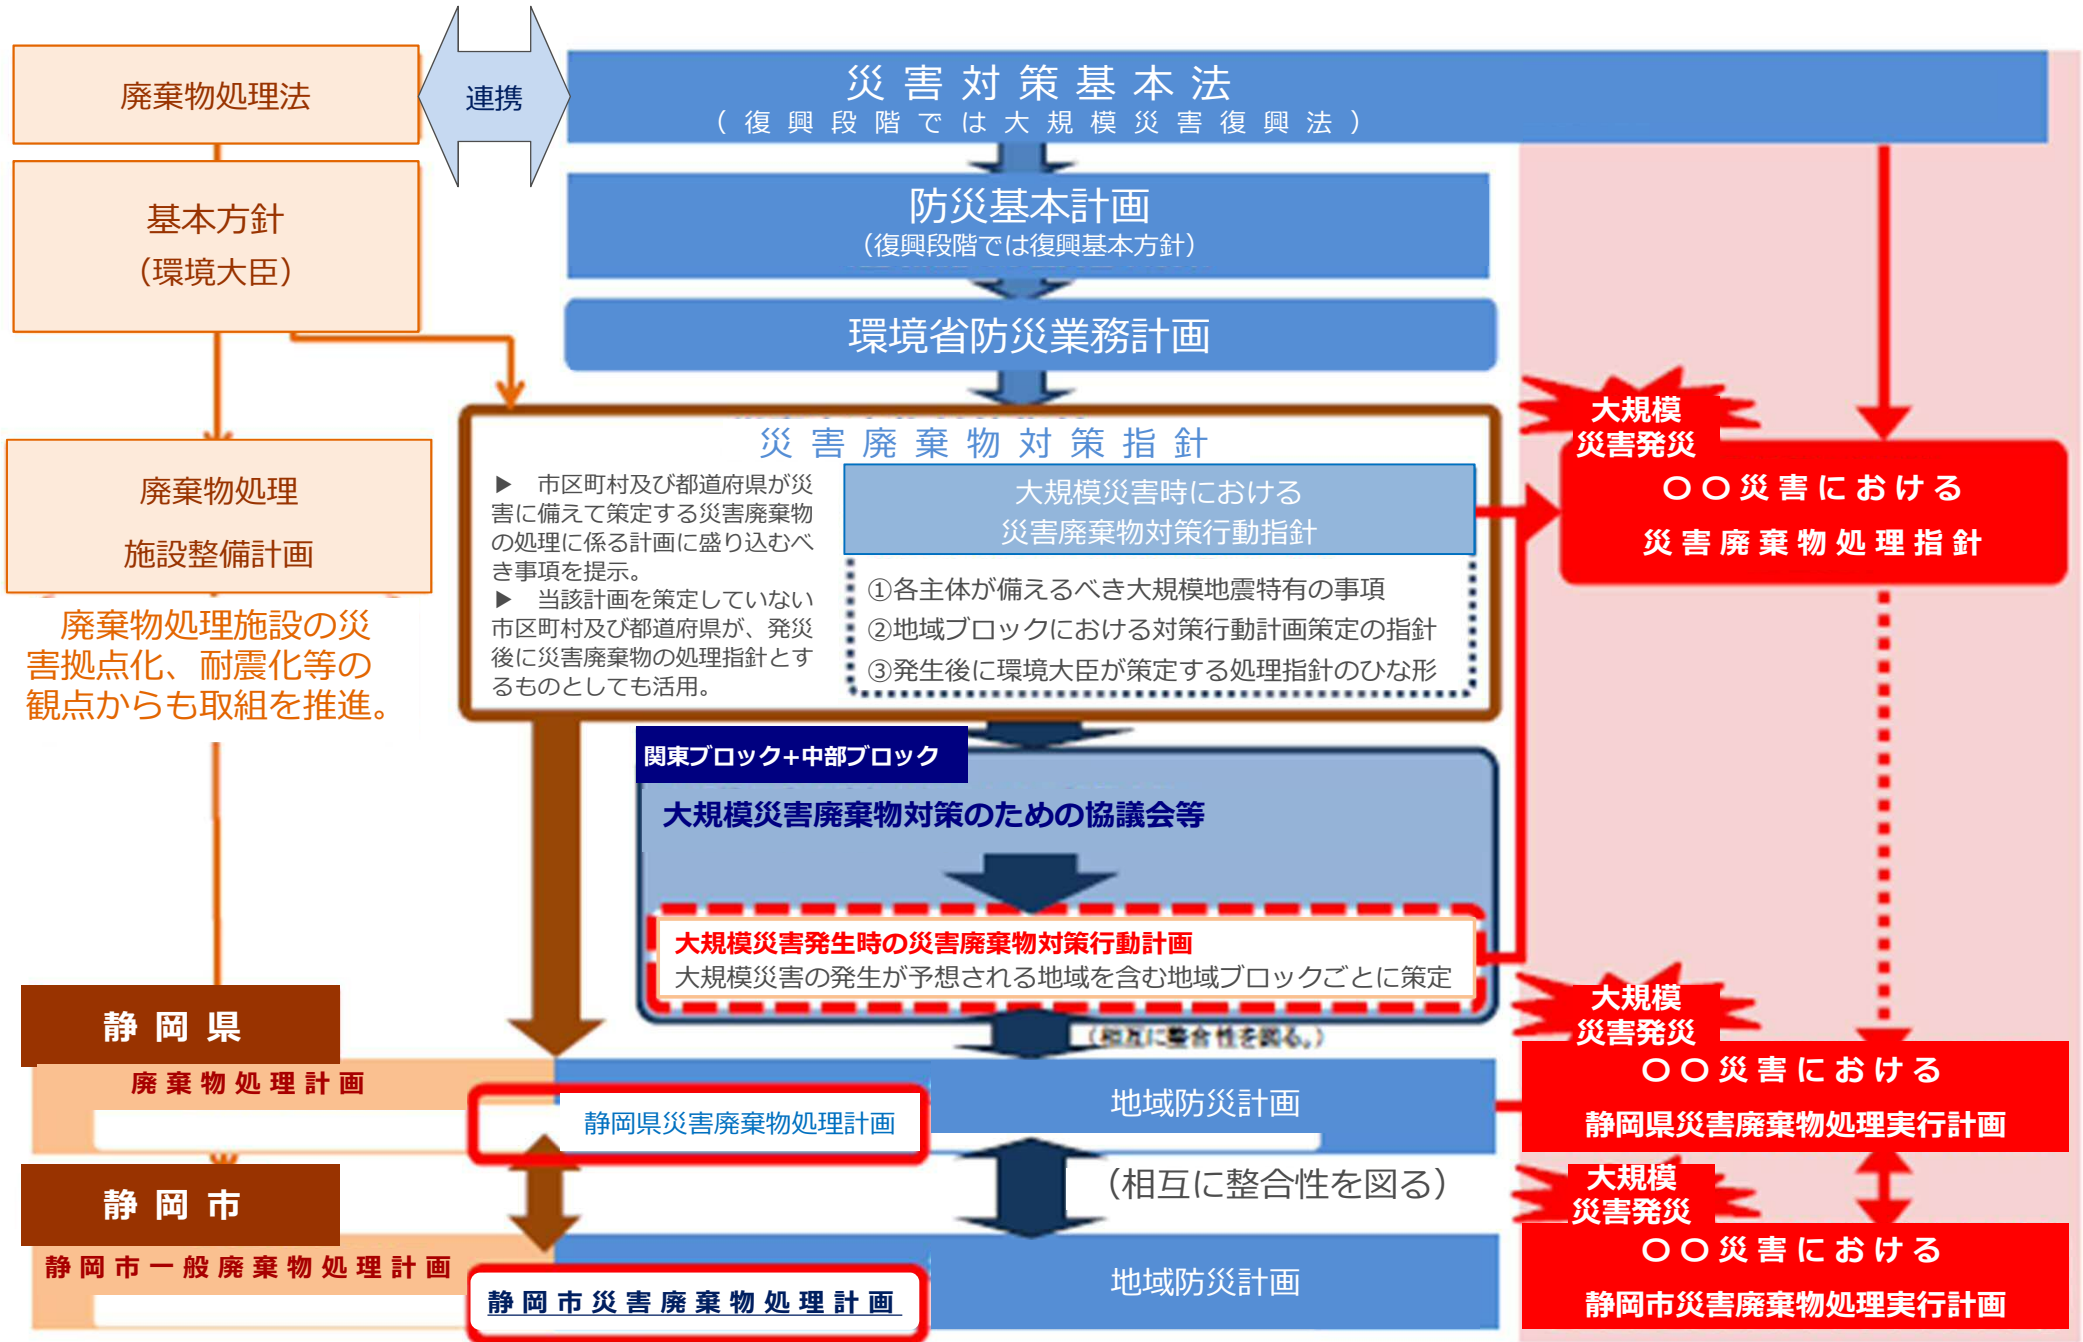 廃棄物処理法
連携
災害対策基本法
（復興段階では大規模災害復興法）
基本方針
（環境大臣）
防災基本計画
（復興段階では復興基本方針）
環境省防災業務計画
廃棄物処理
施設整備計画
廃棄物処理施設の災
害拠点化、耐震化等の
観点からも取組を推進。
災害廃棄物対策指針
▶ 市区町村及び都道府県が災
害に備えて策定する災害廃棄物
の処理に係る計画に盛り込むべ
き事項を提示。
▶ 当該計画を策定していない
市区町村及び都道府県が、発災
後に災害廃棄物の処理指針とす
るものとしても活用。
大規模災害時における
災害廃棄物対策行動指針
①各主体が備えるべき大規模地震特有の事項
②地域ブロックにおける対策行動計画策定の指針
③発生後に環境大臣が策定する処理指針のひな形
大規模
災害発災
〇〇災害における
災害廃棄物処理指針
関東ブロック+中部ブロック
大規模災害廃棄物対策のための協議会等
大規模災害発生時の災害廃棄物対策行動計画
大規模災害の発生が予想される地域を含む地域ブロックごとに策定
（相互に整合性を図る。）
静岡県
廃棄物処理計画
静岡県災害廃棄物処理計画
地域防災計画
大規模
災害発災
〇〇災害における
静岡県災害廃棄物処理実行計画
（相互に整合性を図る）
静岡市
静岡市一般廃棄物処理計画
静岡市災害廃棄物処理計画
地域防災計画
大規模
災害発災
〇〇災害における
静岡市災害廃棄物処理実行計画